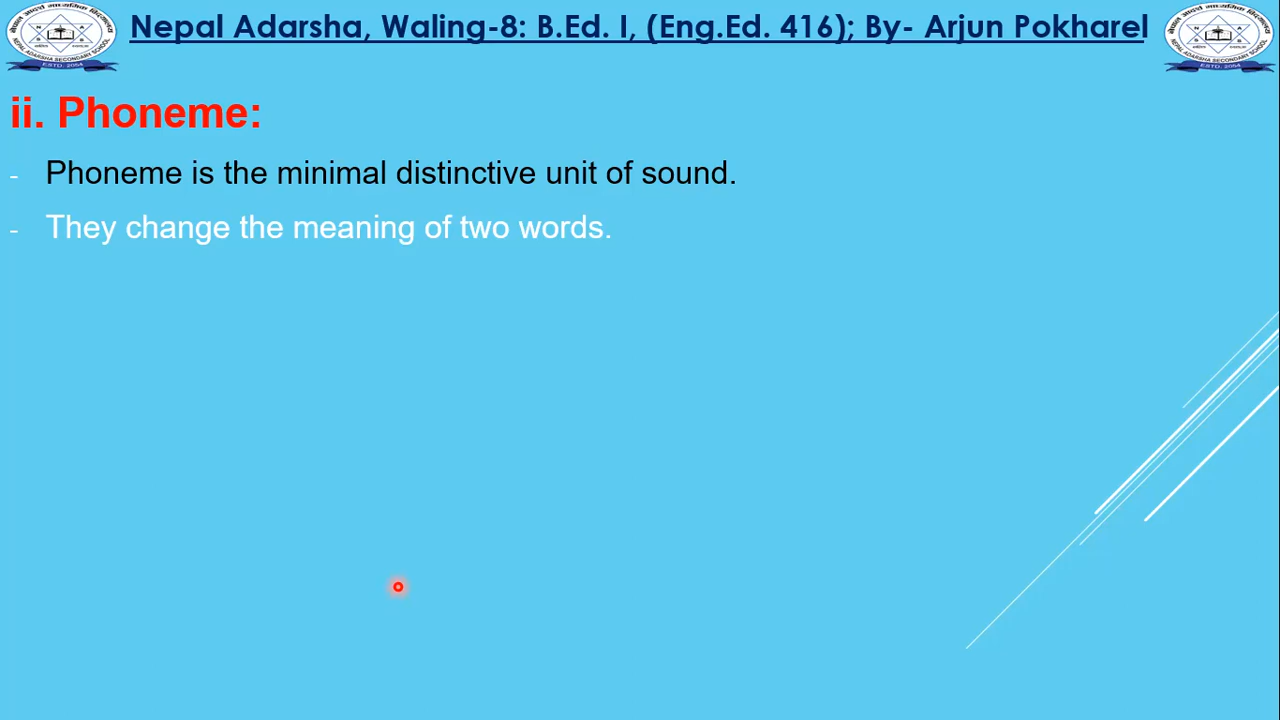 Nepal Adarsha, Waling-8: B.Ed. I, (Eng.Ed. 416); By- Arjun Pokharel
ii. Phoneme:
- Phoneme is the minimal distinctive unit of sound.
- They change the meaning of two words.